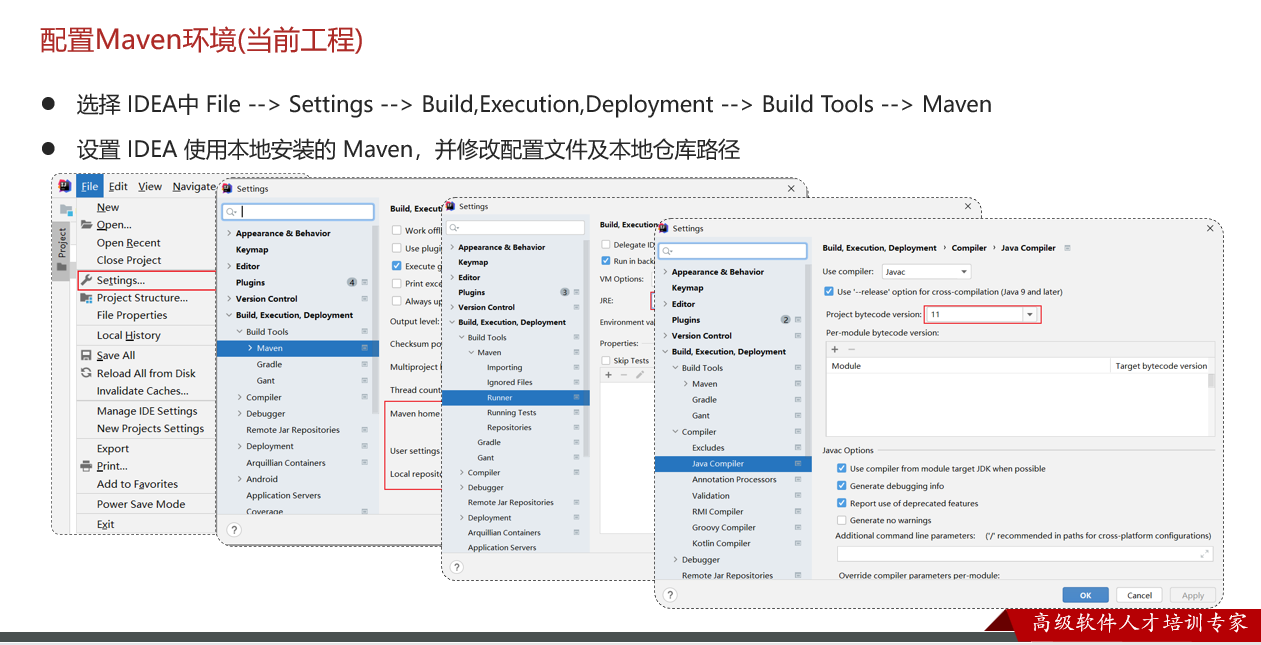 配置Maven环境(当前工程)
选择 IDEA中 File --> Settings --> Build,Execution,Deployment --> Build Tools --> Maven
设置 IDEA 使用本地安装的 Maven，并修改配置文件及本地仓库路径
File Edit View Navigate
Project
New
Open...
Open Recent
Close Project
Settings...
Project Structure...
File Properties
Local History
Save All
Reload All from Disk
Invalidate Caches...
Manage IDE Settings
New Projects Settings
Export
Print...
Add to Favorites
Power Save Mode
Exit
Settings
Appearance & Behavior
Keymap
Editor
Plugins 4
Version Control
Build, Execution, Deployment
Build Tools
Maven
Gradle
Gant
Compiler
Debugger
Remote Jar Repositories
Deployment
Arquillian Containers
Android
Application Servers
Coverage
?
Build, Executi
Work offl
Use plugi
Execute g
Print exce
Always up
Output level:
Checksum po
Multiproject
Thread count
Maven home
User settings
Local reposito
Settings
Appearance & Behavior
Keymap
Editor
Plugins 3
Version Control
Build, Execution, Deployment
Build Tools
Maven
Importing
Ignored Files
Runner
Running Tests
Repositories
Gradle
Gant
Compiler
Debugger
Remote Jar Repositories
Deployment
Arquillian Containers
Application Servers
?
Build, Execution
Delegate ID
Run in back
VM Options:
JRE:
Environment va
Properties:
Skip Tests
Settings
Appearance & Behavior
Keymap
Editor
Plugins 2
Version Control
Build, Execution, Deployment
Build Tools
Maven
Gradle
Gant
Compiler
Excludes
Java Compiler
Annotation Processors
Validation
RMI Compiler
Groovy Compiler
Kotlin Compiler
Debugger
Remote Jar Repositories
?
Build, Execution, Deployment › Compiler › Java Compiler
Use compiler: Javac
Use '--release' option for cross-compilation (Java 9 and later)
Project bytecode version: 11
Per-module bytecode version:
Module Target bytecode version
Javac Options
Use compiler from module target JDK when possible
Generate debugging info
Report use of deprecated features
Generate no warnings
Additional command line parameters: ('/' recommended in paths for cross-platform configurations)
Override compiler parameters per-module:
OK Cancel Apply
高级软件人才培训专家